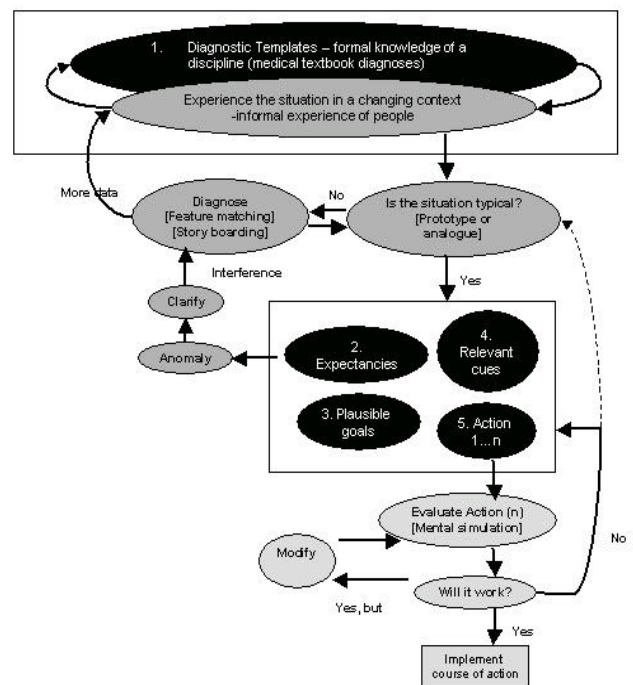 1. Diagnostic Templates – formal knowledge of a
discipline (medical textbook diagnoses)
Experience the situation in a changing context
-informal experience of people
More data
Diagnose
[Feature matching]
[Story boarding]
No
Is the situation typical?
[Prototype or
analogue]
Interference
Yes
Clarify
Anomaly
2.
Expectancies
4.
Relevant
cues
3. Plausible
goals
5. Action
1...n
Evaluate Action (n)
[Mental simulation]
No
Modify
Will it work?
Yes, but
Yes
Implement
course of action